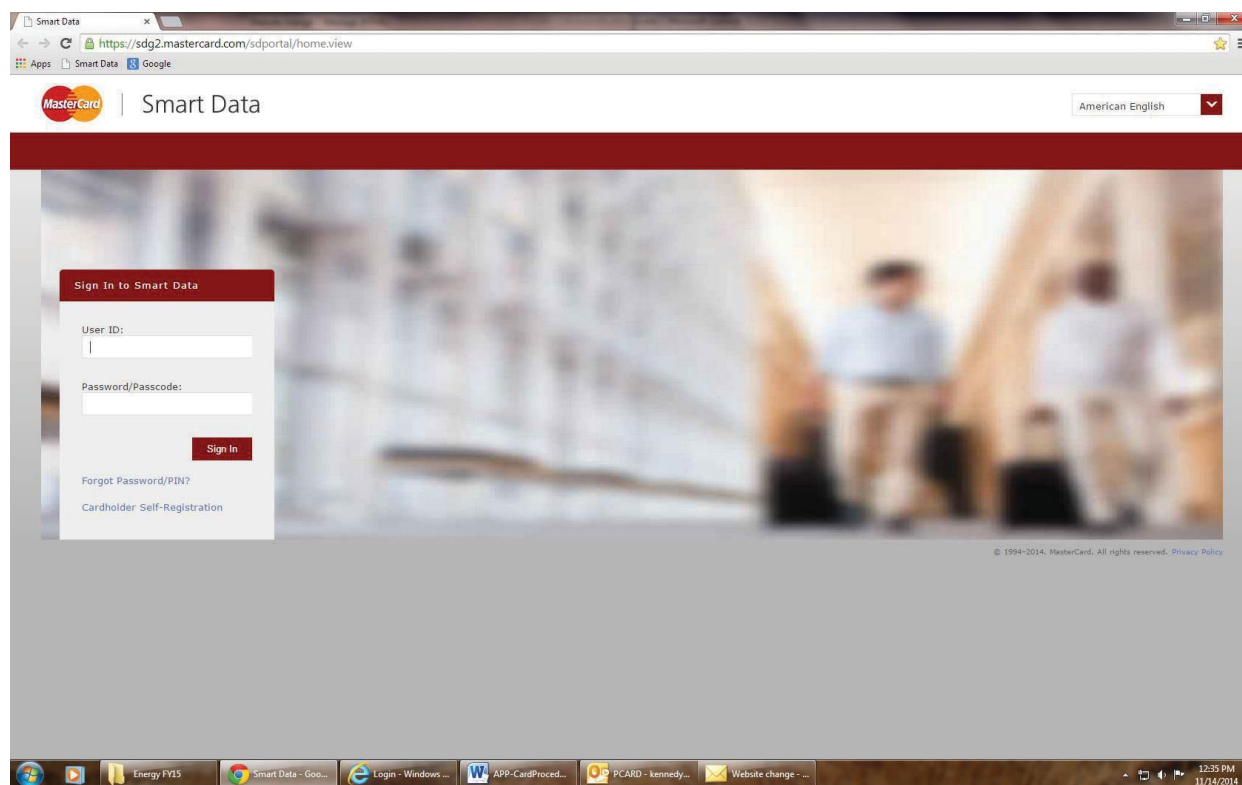 Smart Data
https://sdg2.mastercard.com/sdportal/home.view
Apps Smart Data Google
MasterCard Smart Data
American English
Sign In to Smart Data
User ID:
Password/Passcode:
Sign In
Forgot Password/PIN?
Cardholder Self-Registration
© 1994-2014. MasterCard. All rights reserved. Privacy Policy
Energy FY15 Smart Data - Goo... Login - Windows ... APP-CardProced... PCARD - kennedy... Website change - ...
12:35 PM
11/14/2014